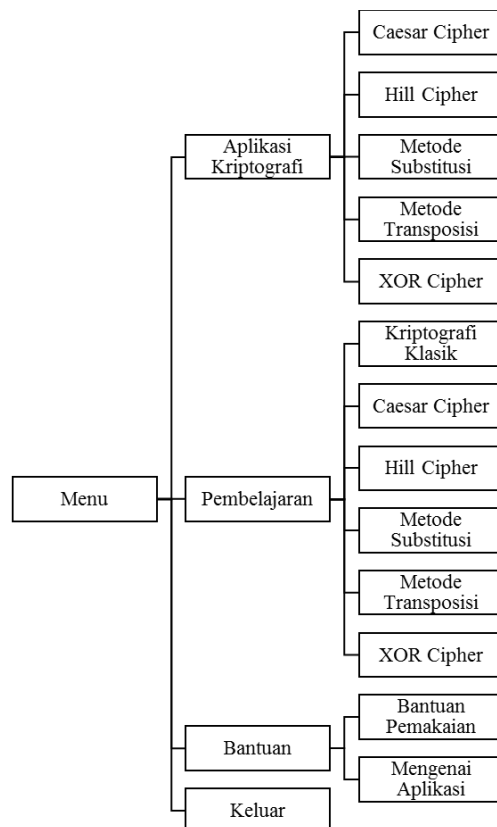 Menu
Aplikasi
Kriptografi
Caesar Cipher
Hill Cipher
Metode
Substitusi
Metode
Transposisi
XOR Cipher
Pembelajaran
Kriptografi
Klasik
Caesar Cipher
Hill Cipher
Metode
Substitusi
Metode
Transposisi
XOR Cipher
Bantuan
Bantuan
Pemakaian
Mengenai
Aplikasi
Keluar